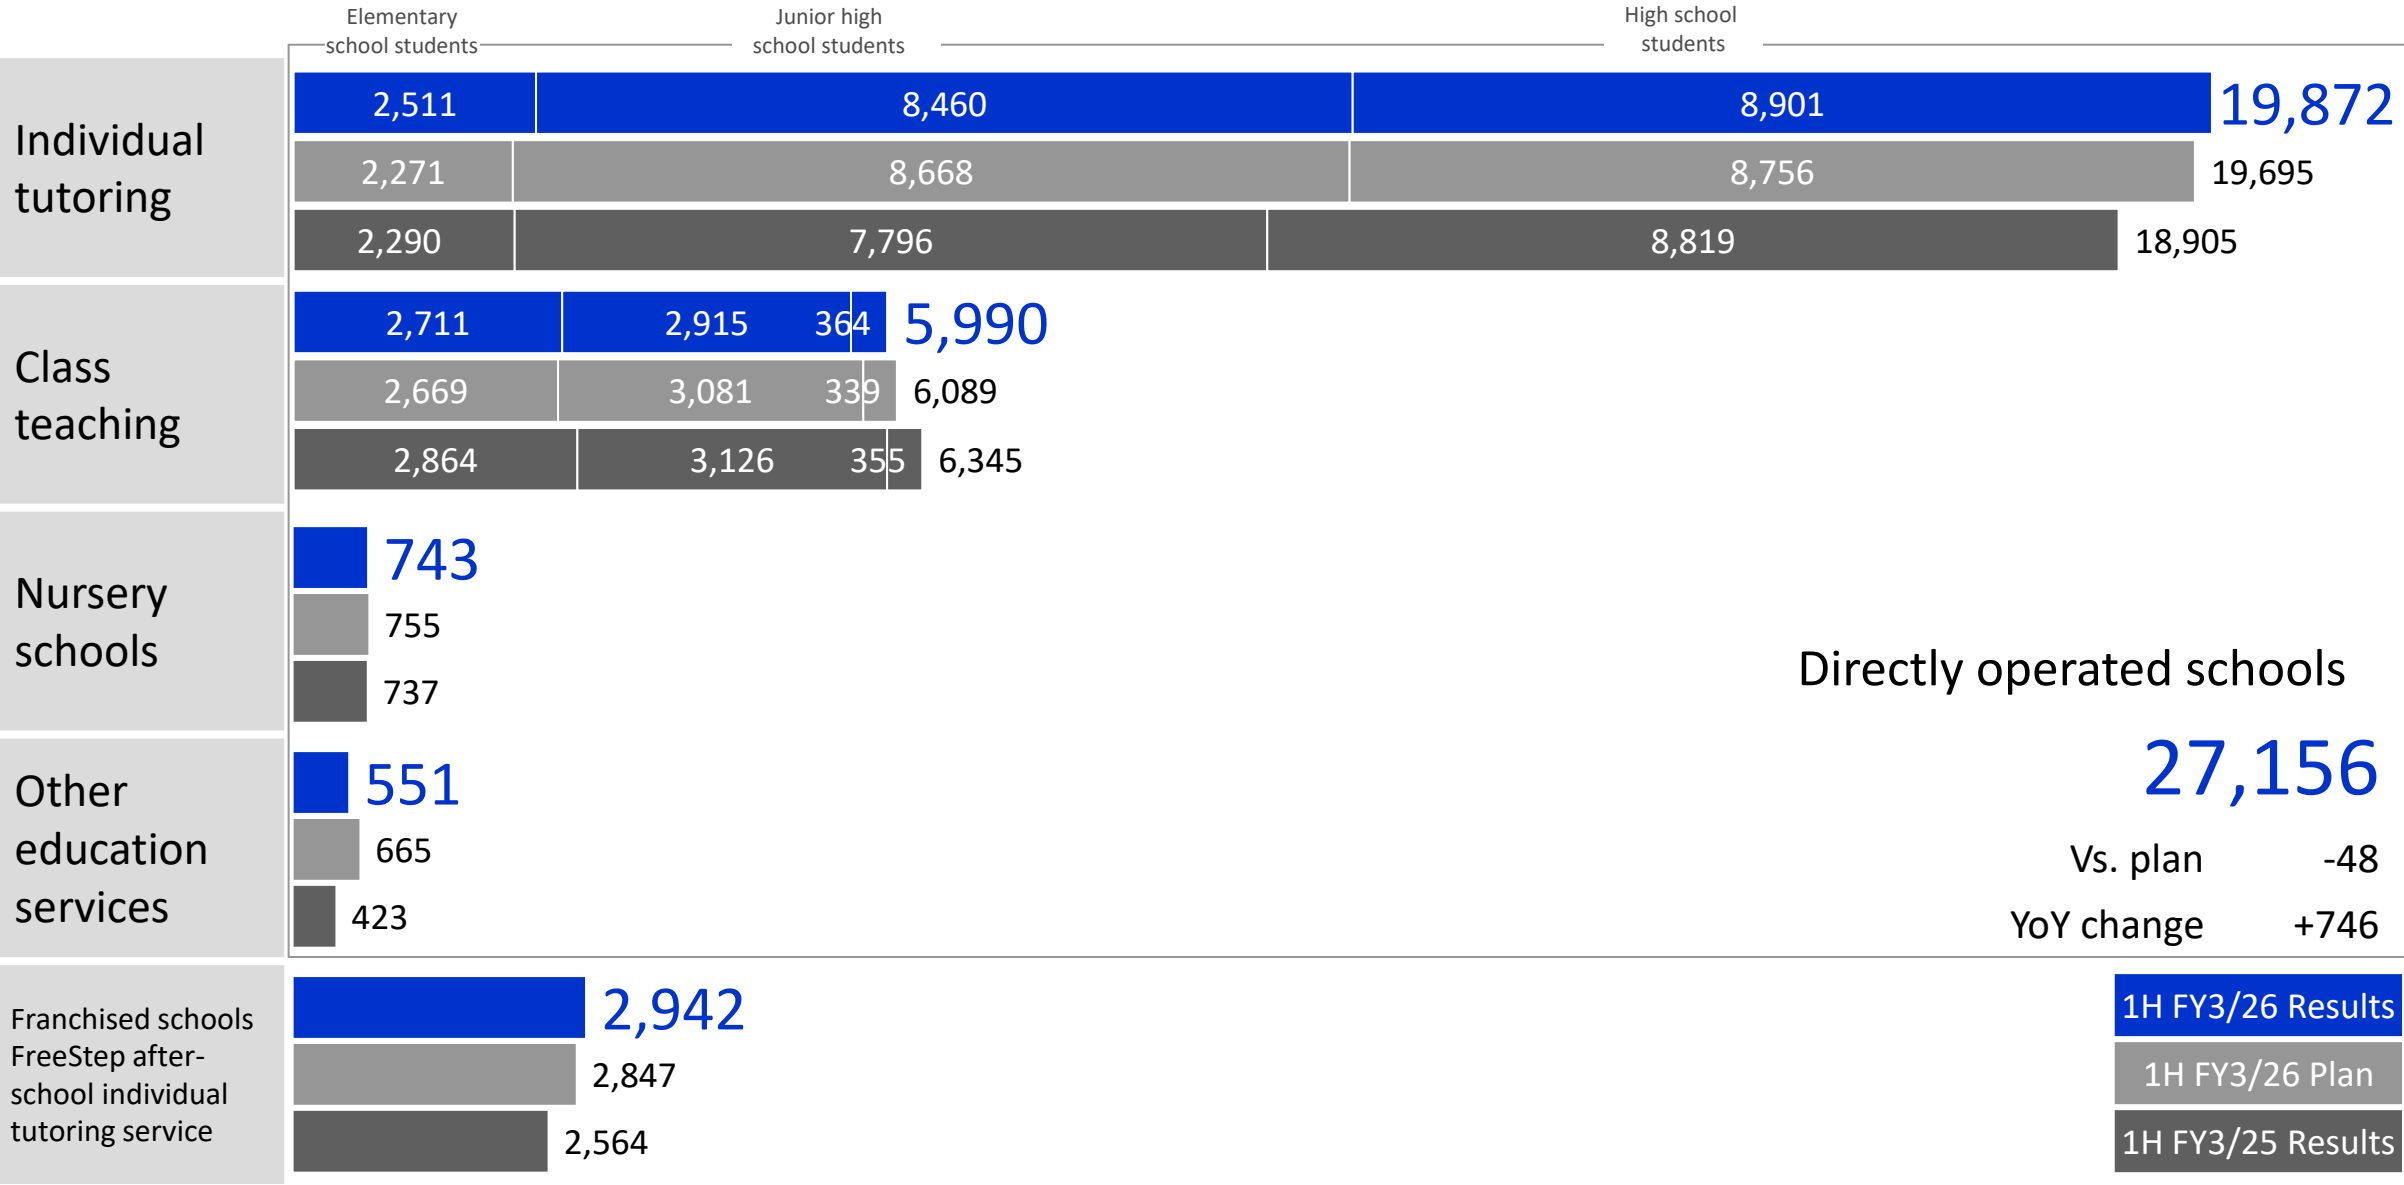 Elementary
school students
Junior high
school students
High school
students
Individual
tutoring
2,511
8,460
8,901
19,872
2,271
8,668
8,756
19,695
2,290
7,796
8,819
18,905
Class
teaching
2,711
2,915
364
5,990
2,669
3,081
339
6,089
2,864
3,126
355
6,345
Nursery
schools
743
755
737
Other
education
services
551
665
423
Directly operated schools
27,156
Vs. plan -48
YoY change +746
Franchised schools
FreeStep after-
school individual
tutoring service
2,942
2,847
2,564
1H FY3/26 Results
1H FY3/26 Plan
1H FY3/25 Results